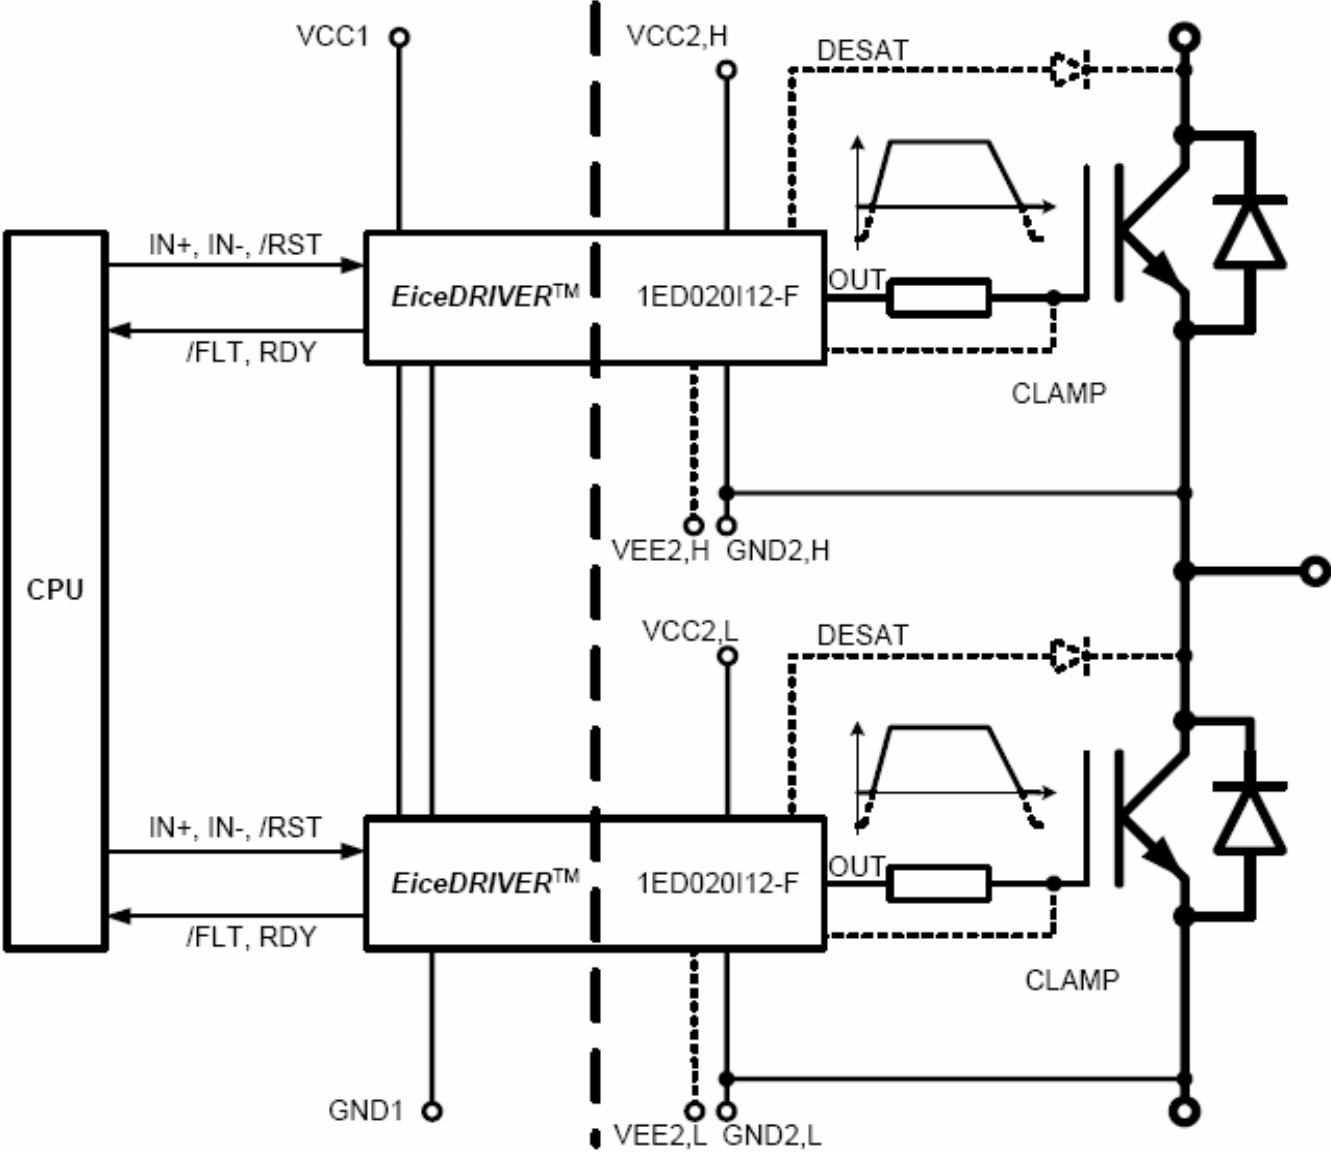 VCC1
VCC2,H
DESAT
IN+, IN-, /RST
EiceDRIVER™
1ED020I12-F
OUT
/FLT, RDY
CLAMP
VEE2,H
GND2,H
CPU
VCC2,L
DESAT
IN+, IN-, /RST
EiceDRIVER™
1ED020I12-F
OUT
/FLT, RDY
CLAMP
GND1
VEE2,L
GND2,L